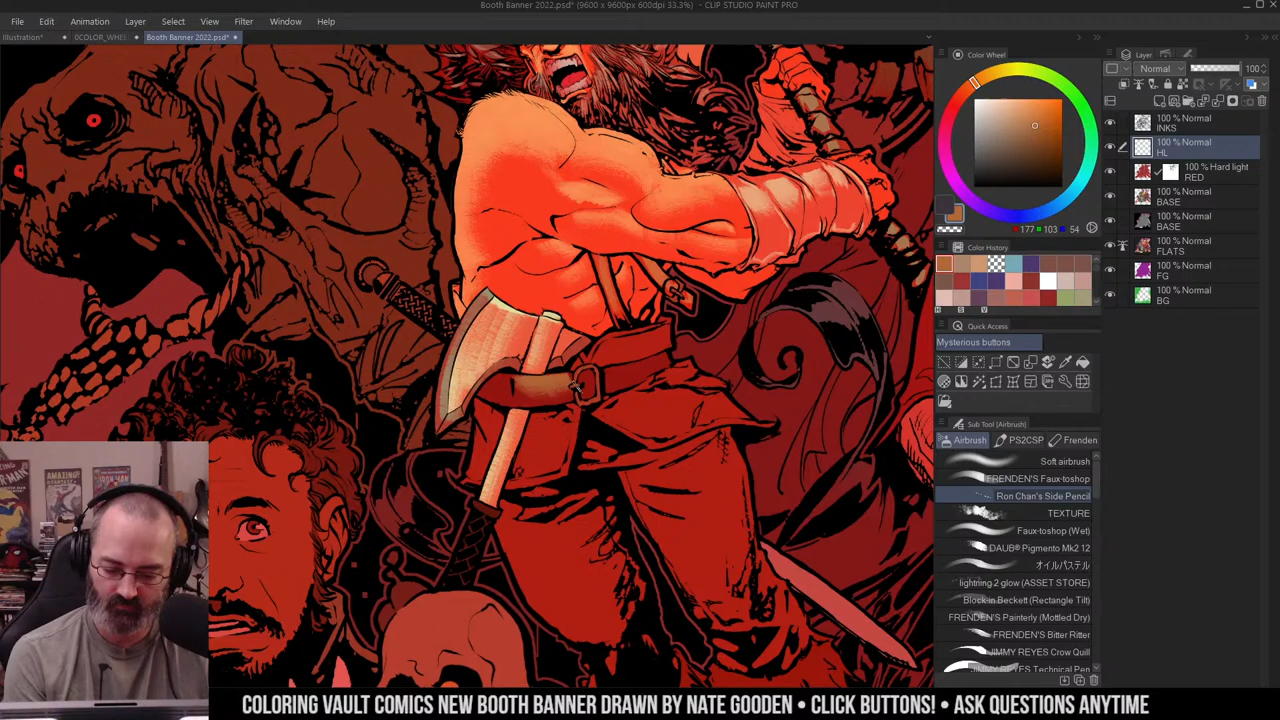 Booth Banner 2022.psd* (9600 x 9600px 600dpi 33.3%) - CLIP STUDIO PAINT PRO
File Edit Animation Layer Select View Filter Window Help
Illustration* 0COLOR_WHEE Booth Banner 2022.psd*
Color Wheel
177 103 54
Color History
H S V
Quick Access
Mysterious buttons
Sub Tool [Airbrush]
Airbrush PS2CSP Frenden
Soft airbrush
FRENDEN'S Faux-toshop
Ron Chan's Side Pencil
TEXTURE
Faux-toshop (Wet)
DAUB® Pigmento Mk2 12
オイルパステル
lightning 2 glow (ASSET STORE)
Block-in Beckett (Rectangle Tilt)
FRENDEN'S Painterly (Mottled Dry)
FRENDEN'S Bitter Ritter
JIMMY REYES Crow Quill
JIMMY REYES Technical Pen
Layer
Normal 100
100 % Normal
INKS
100 % Normal
HL
100 % Hard light
RED
100 % Normal
BASE
100 % Normal
BASE
100 % Normal
FLATS
100 % Normal
FG
100 % Normal
BG
COLORING VAULT COMICS NEW BOOTH BANNER DRAWN BY NATE GOODEN • CLICK BUTTONS! • ASK QUESTIONS ANYTIME